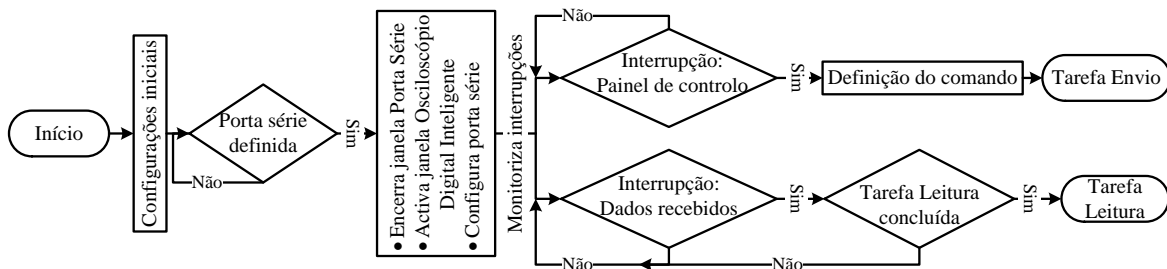 Início
Configurações iniciais
Porta série
definida
Sim
Não
• Encerra janela Porta Série
• Activa janela Osciloscópio
Digital Inteligente
• Configura porta série
Monitoriza interrupções
Não
Interrupção:
Painel de controlo
Sim
Definição do comando
Tarefa Envio
Interrupção:
Dados recebidos
Sim
Tarefa Leitura
concluída
Sim
Tarefa
Leitura
Não
Não